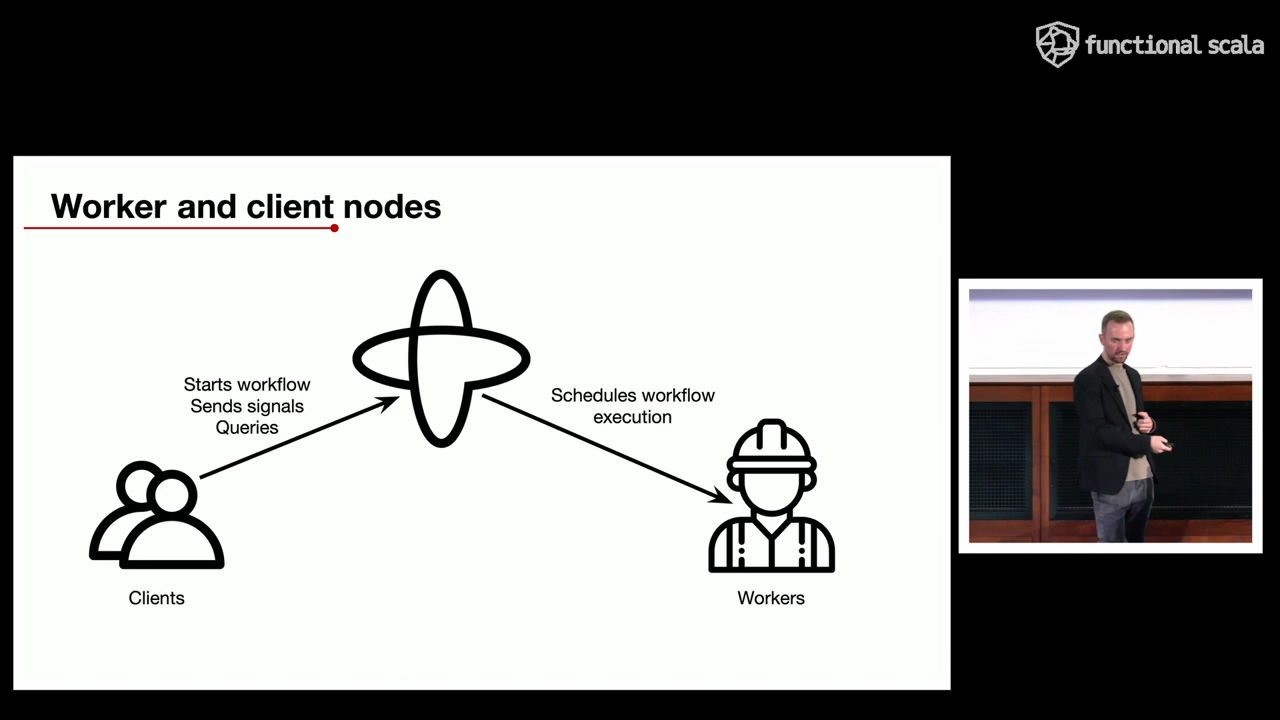 functional scala
Worker and client nodes
Starts workflow
Sends signals
Queries
Schedules workflow
execution
Clients
Workers